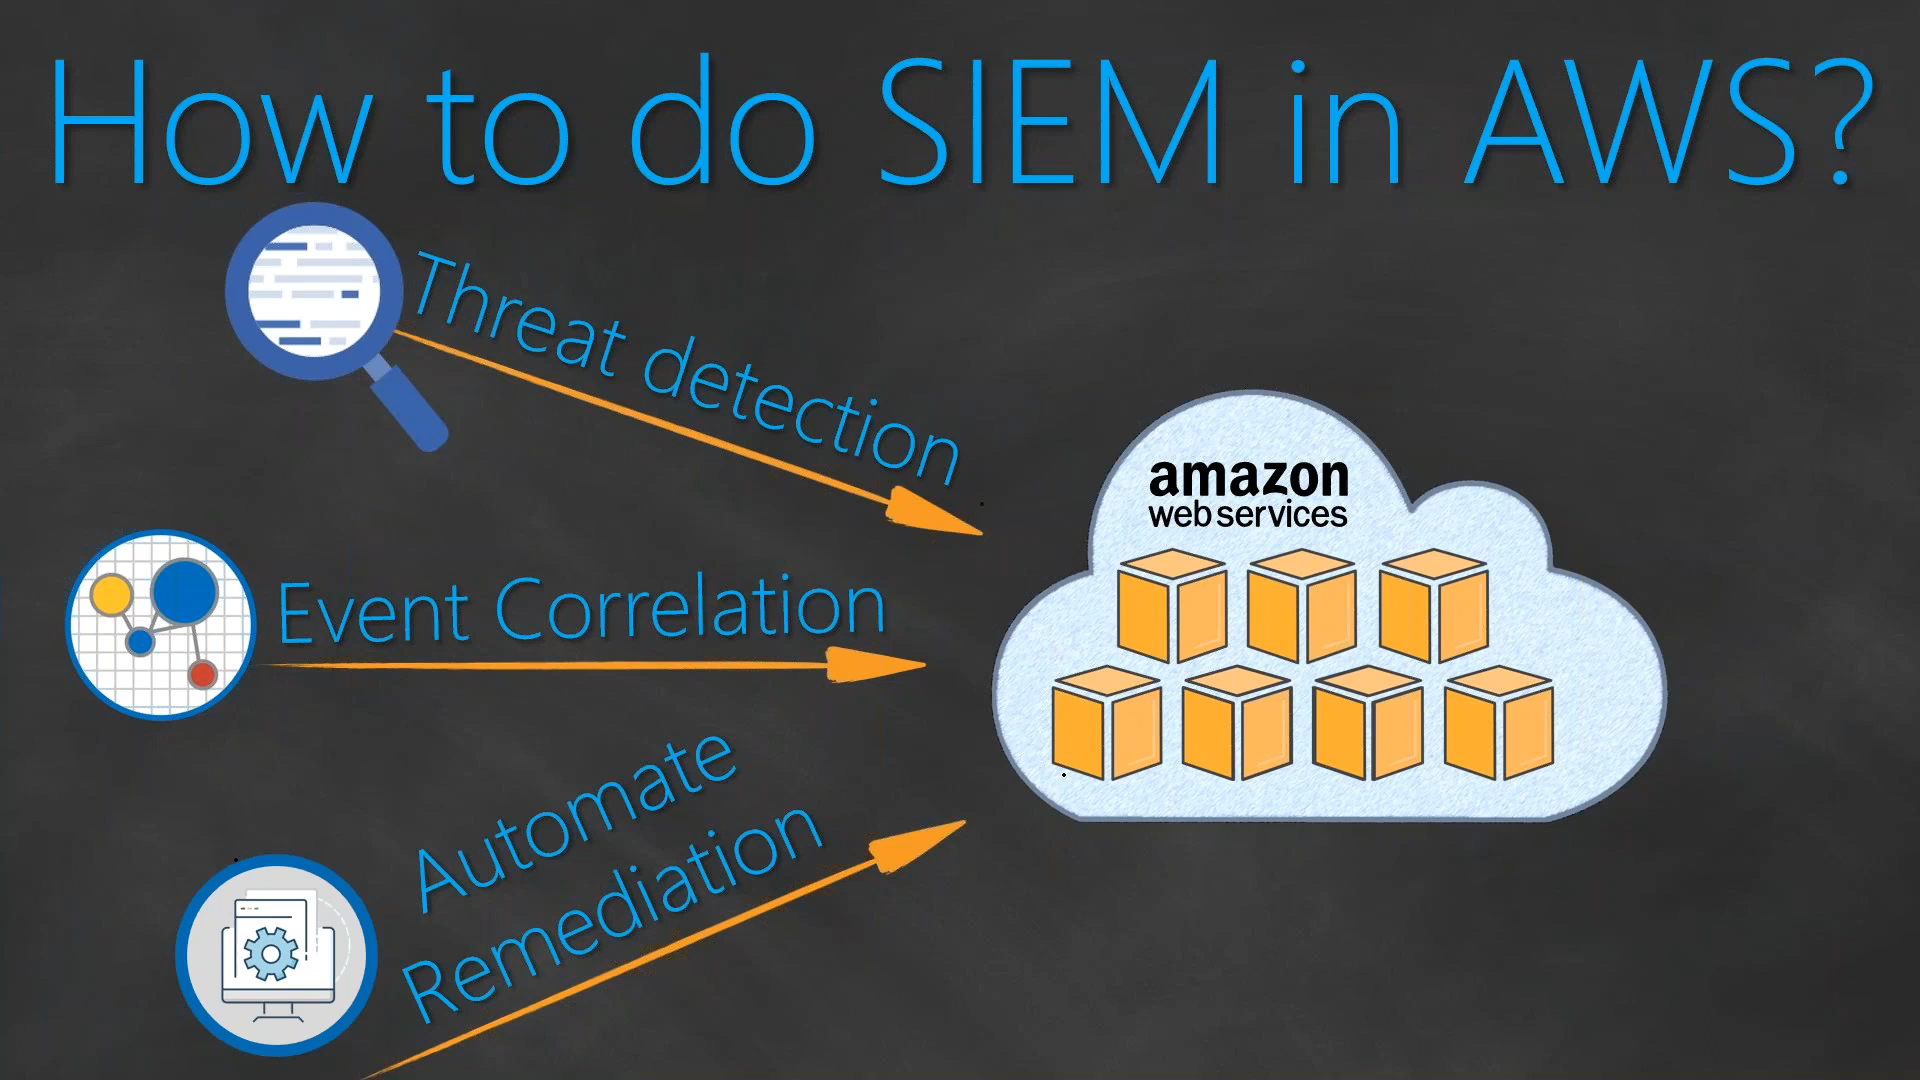 How to do SIEM in AWS?
Threat detection
amazon
web services
Event Correlation
Automate
Remediation